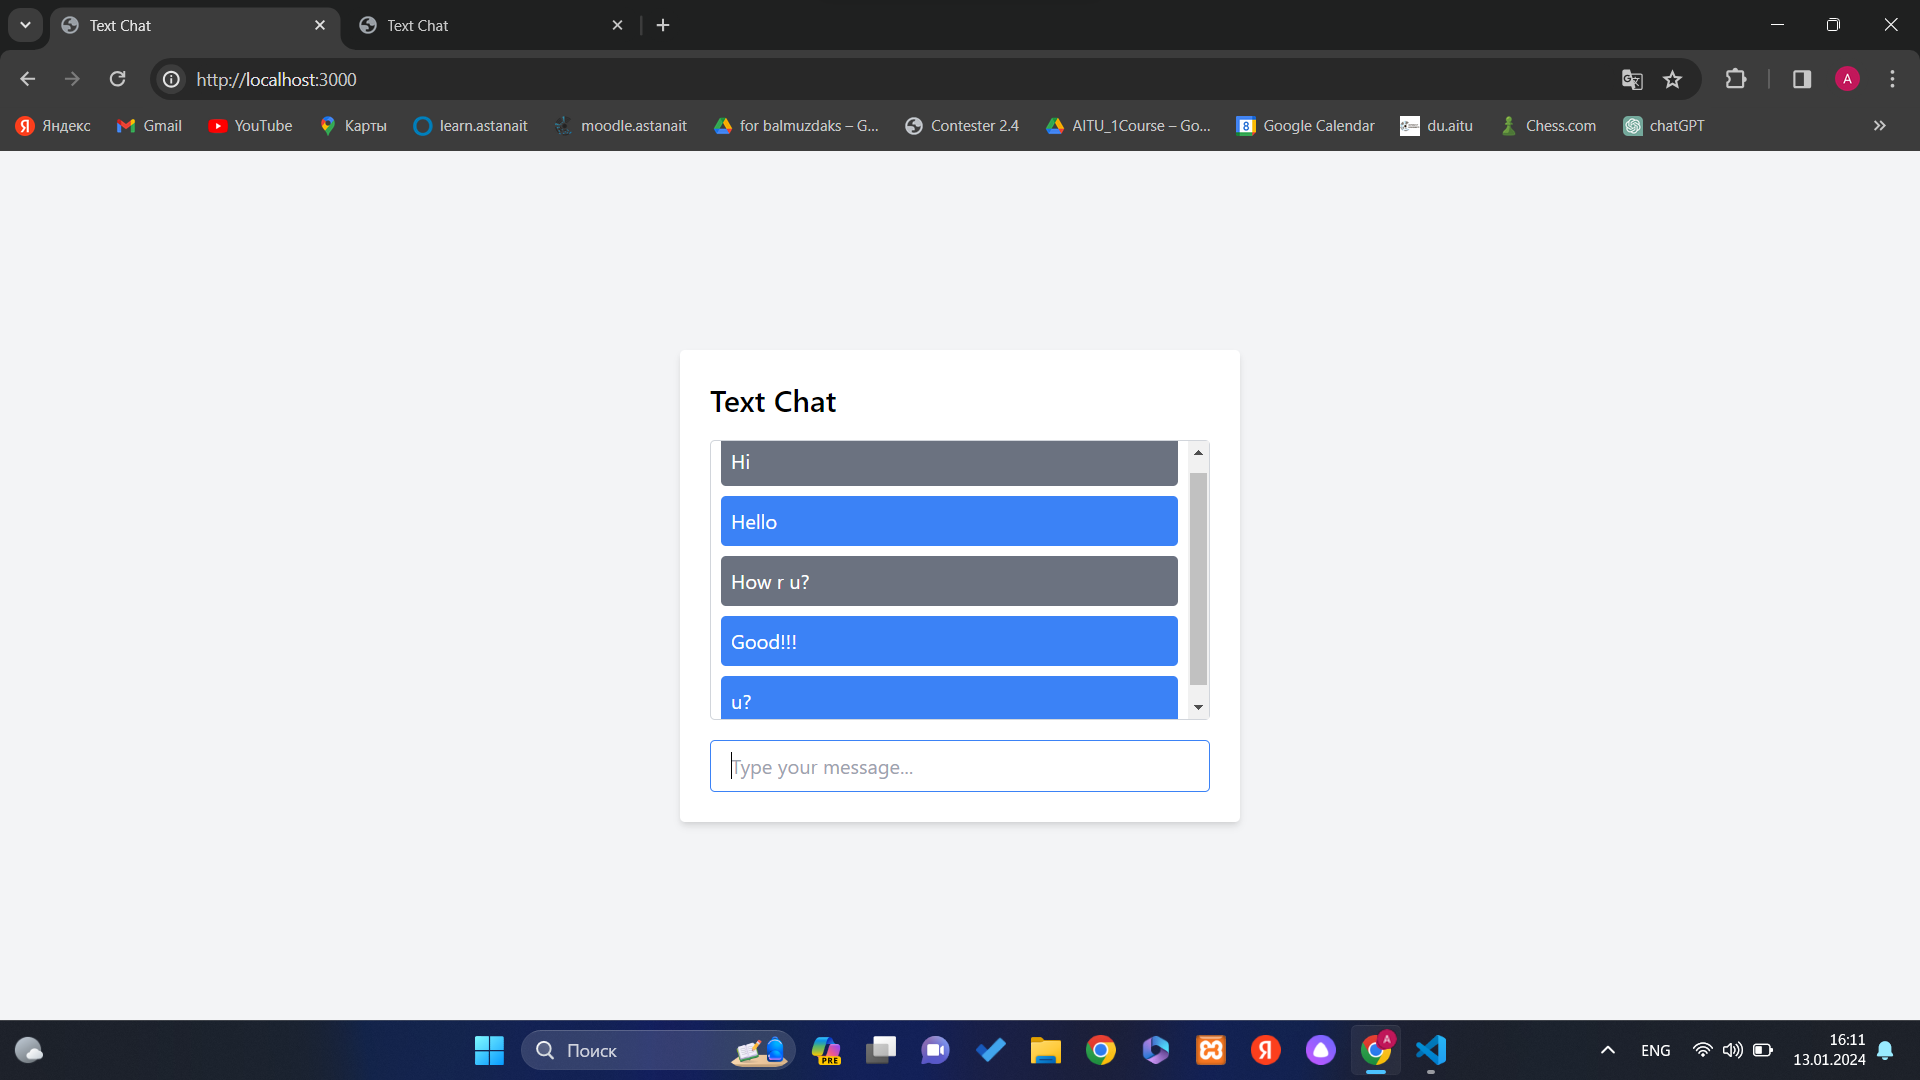 Text Chat
Text Chat
http://localhost:3000
A
Яндекс
Gmail
YouTube
Карты
learn.astanait
moodle.astanait
for balmuzdaks – G...
Contester 2.4
AITU_1Course – Go...
8
Google Calendar
du.aitu
Chess.com
chatGPT
Text Chat
Hi
Hello
How r u?
Good!!!
u?
Type your message...
Поиск
PRE
Я
A
ENG
16:11
13.01.2024